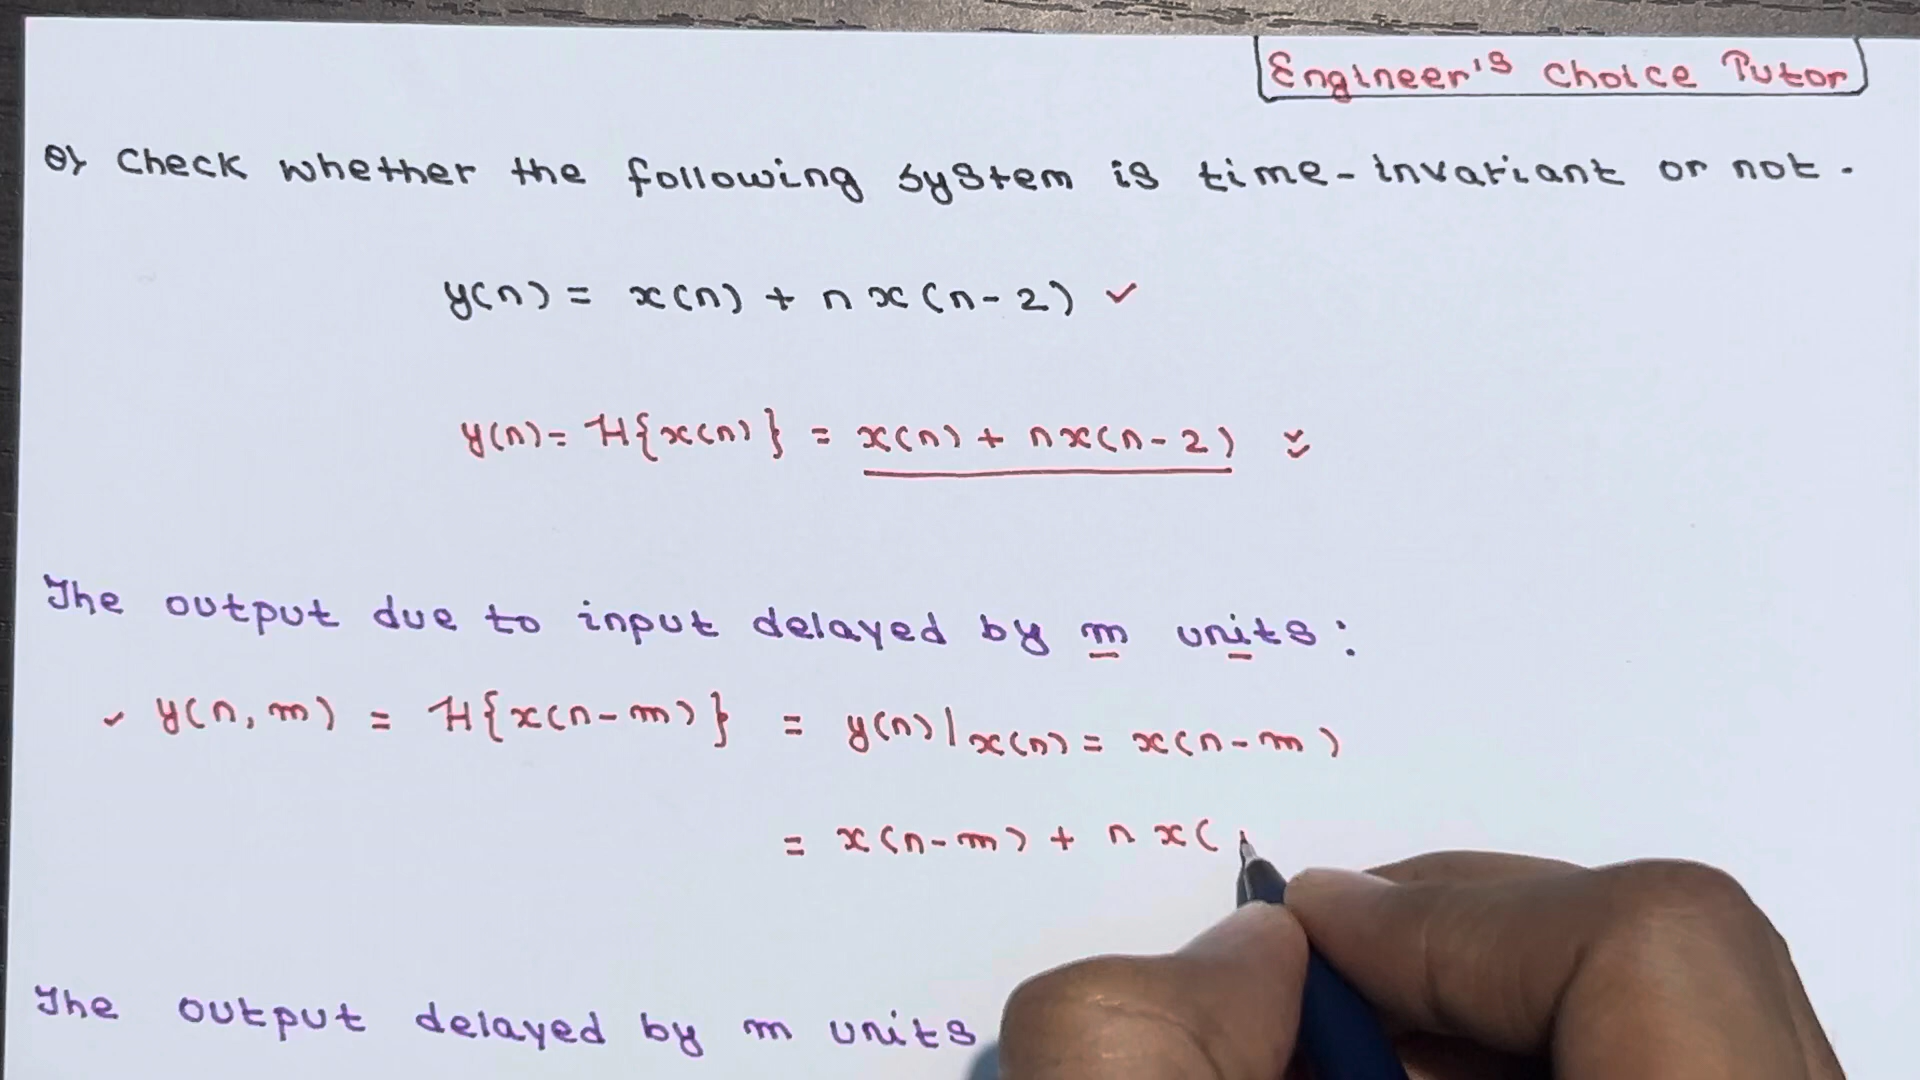 Engineer's Choice Tutor
Q) Check whether the following system is time-invariant or not.
y(n) = x(n) + n x(n-2) ✓
y(n) = H{x(n)} = x(n) + nx(n-2)
The output due to input delayed by m units:
✓ y(n,m) = H{x(n-m)} = y(n)|x(n) = x(n-m)
= x(n-m) + n x(
The output delayed by m units